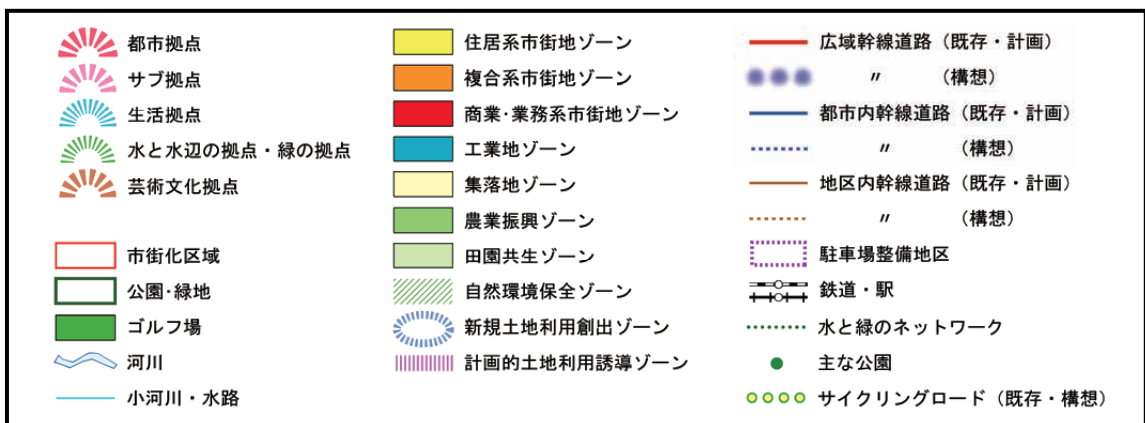 都市拠点
サブ拠点
生活拠点
水と水辺の拠点・緑の拠点
芸術文化拠点
市街化区域
公園・緑地
ゴルフ場
河川
小河川・水路
住居系市街地ゾーン
複合系市街地ゾーン
商業・業務系市街地ゾーン
工業地ゾーン
集落地ゾーン
農業振興ゾーン
田園共生ゾーン
自然環境保全ゾーン
新規土地利用創出ゾーン
計画的土地利用誘導ゾーン
広域幹線道路（既存・計画）
〃　（構想）
都市内幹線道路（既存・計画）
〃　（構想）
地区内幹線道路（既存・計画）
〃　（構想）
駐車場整備地区
鉄道・駅
水と緑のネットワーク
主な公園
サイクリングロード（既存・構想）